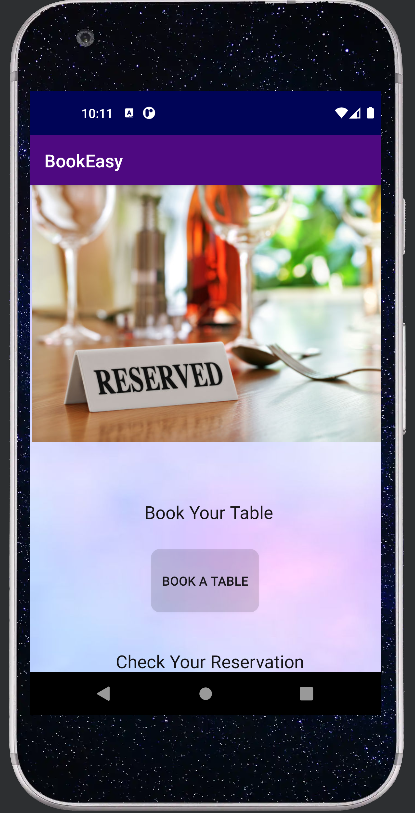 10:11
BookEasy
RESERVED
Book Your Table
BOOK A TABLE
Check Your Reservation